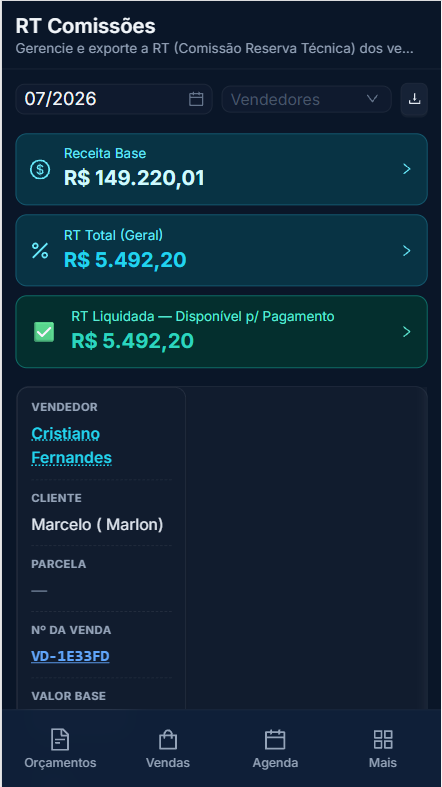 RT Comissões
Gerencie e exporte a RT (Comissão Reserva Técnica) dos ve...
07/2026
Vendedores
Receita Base
R$ 149.220,01
RT Total (Geral)
R$ 5.492,20
RT Liquidada — Disponível p/ Pagamento
R$ 5.492,20
VENDEDOR
Cristiano
Fernandes
CLIENTE
Marcelo ( Marlon)
PARCELA
—
Nº DA VENDA
VD-1E33FD
VALOR BASE
Orçamentos
Vendas
Agenda
Mais